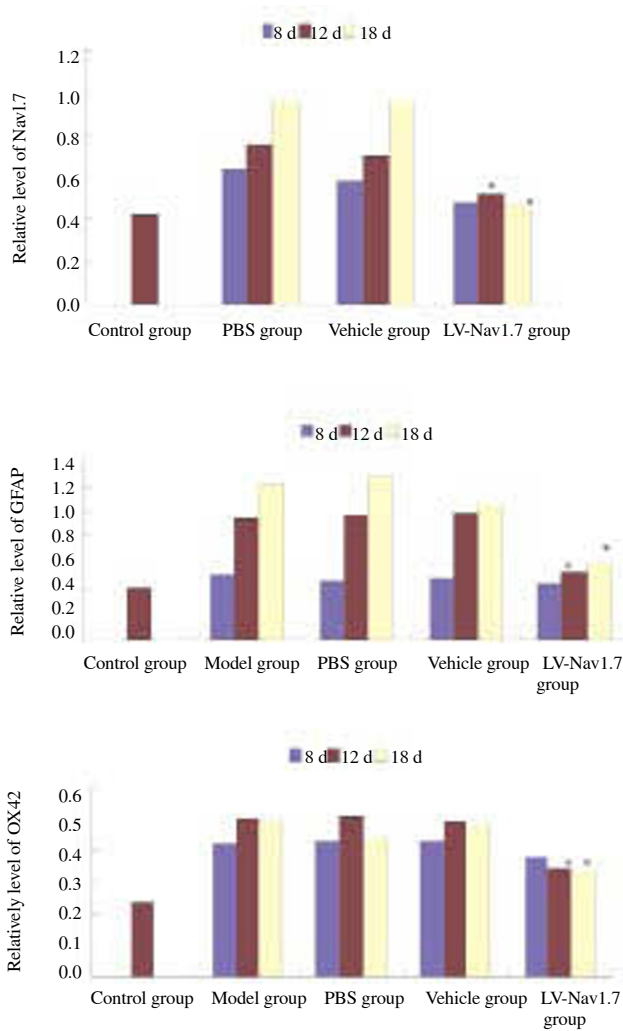 8 d 12 d 18 d
Relative level of Nav1.7
1.2
1.0
0.8
0.6
0.4
0.2
0.0
Control group PBS group Vehicle group LV-Nav1.7 group
8 d 12 d 18 d
Relative level of GFAP
1.4
1.2
1.0
0.8
0.6
0.4
0.2
0.0
Control group Model group PBS group Vehicle group LV-Nav1.7
group
8 d 12 d 18 d
Relatively level of OX42
0.6
0.5
0.4
0.3
0.2
0.1
0.0
Control group Model group PBS group Vehicle group LV-Nav1.7
group